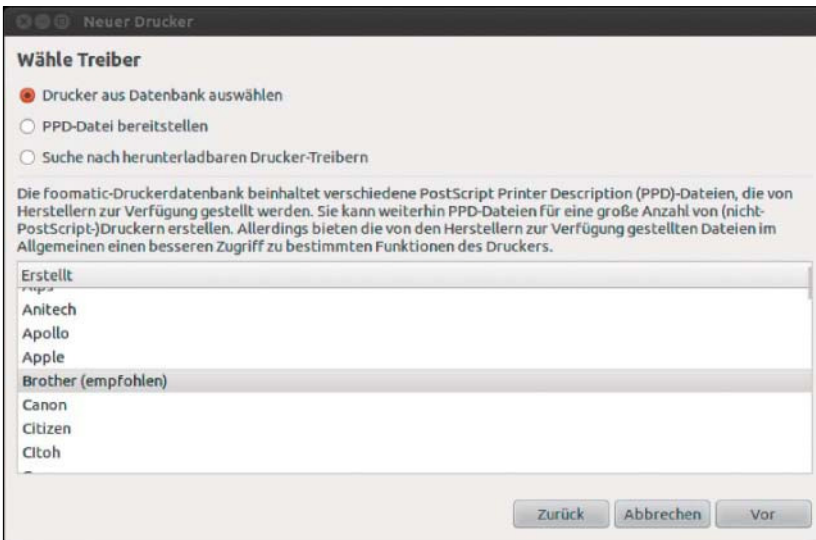 Neuer Drucker
Wähle Treiber
Drucker aus Datenbank auswählen
PPD-Datei bereitstellen
Suche nach herunterladbaren Drucker-Treibern
Die foomatic-Druckerdatenbank beinhaltet verschiedene PostScript Printer Description (PPD)-Dateien, die von
Herstellern zur Verfügung gestellt werden. Sie kann weiterhin PPD-Dateien für eine große Anzahl von (nicht-
PostScript-)Druckern erstellen. Allerdings bieten die von den Herstellern zur Verfügung gestellten Dateien im
Allgemeinen einen besseren Zugriff zu bestimmten Funktionen des Druckers.
Erstellt
Alps
Anitech
Apollo
Apple
Brother (empfohlen)
Canon
Citizen
CItoh
Zurück Abbrechen Vor